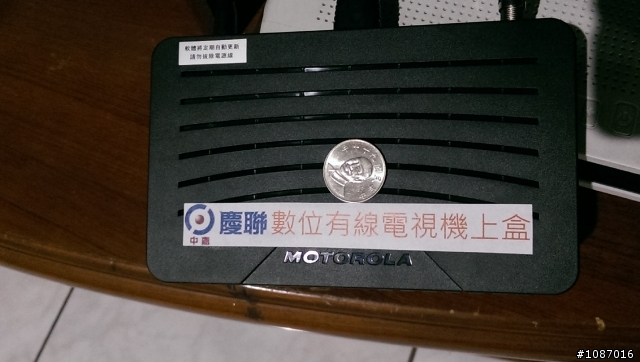 軟體將定期自動更新
請勿拔除電源線
慶聯數位有線電視機上盒
中嘉
MOTOROLA
#1087016